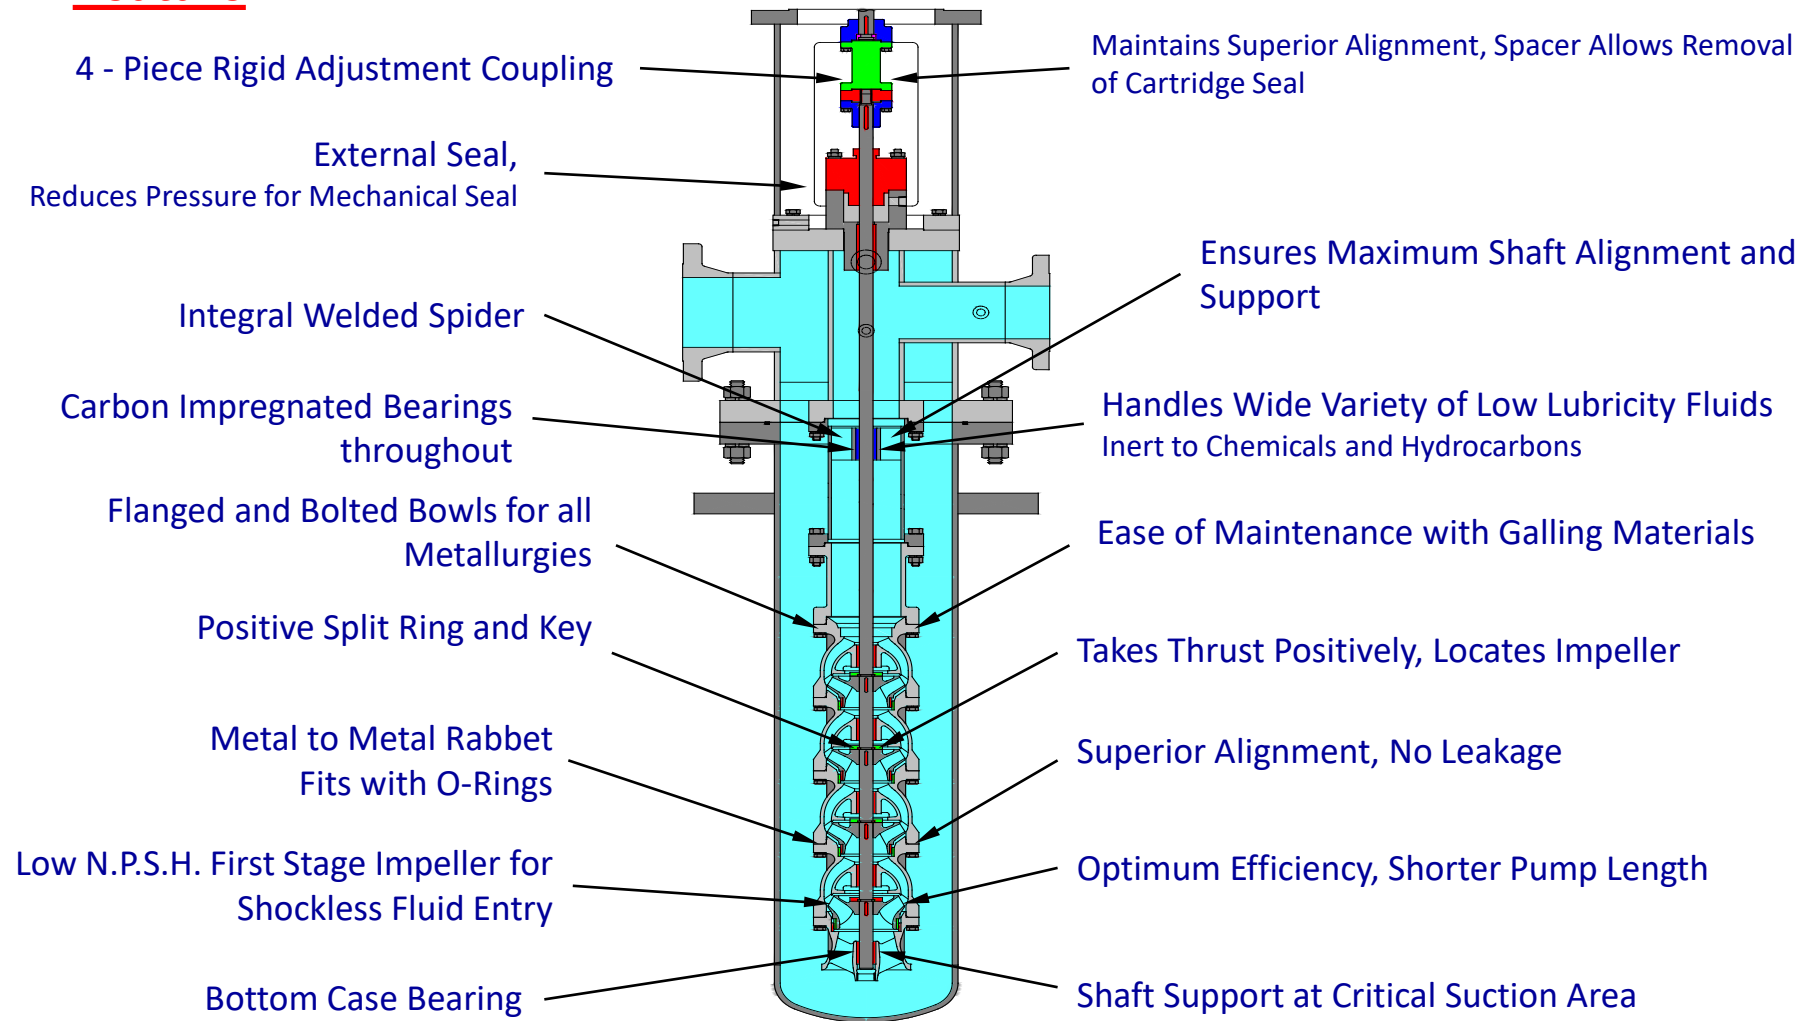 4 - Piece Rigid Adjustment Coupling
Maintains Superior Alignment, Spacer Allows Removal
of Cartridge Seal
External Seal,
Reduces Pressure for Mechanical Seal
Ensures Maximum Shaft Alignment and
Support
Integral Welded Spider
Carbon Impregnated Bearings
throughout
Handles Wide Variety of Low Lubricity Fluids
Inert to Chemicals and Hydrocarbons
Flanged and Bolted Bowls for all
Metallurgies
Ease of Maintenance with Galling Materials
Positive Split Ring and Key
Takes Thrust Positively, Locates Impeller
Metal to Metal Rabbet
Fits with O-Rings
Superior Alignment, No Leakage
Low N.P.S.H. First Stage Impeller for
Shockless Fluid Entry
Optimum Efficiency, Shorter Pump Length
Bottom Case Bearing
Shaft Support at Critical Suction Area